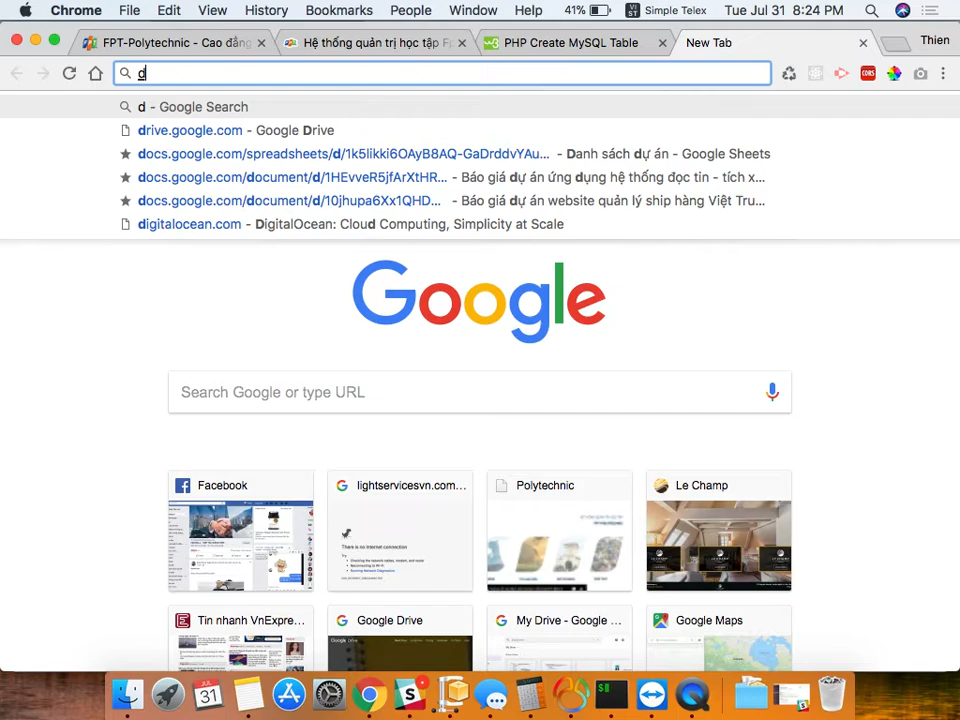 Chrome File Edit View History Bookmarks People Window Help 41% VI ST Simple Telex Tue Jul 31 8:24 PM
FPT-Polytechnic - Cao đẳng Hệ thống quản trị học tập Fp PHP Create MySQL Table New Tab Thien
d
CORS
d - Google Search
drive.google.com - Google Drive
docs.google.com/spreadsheets/d/1k5likki6OAyB8AQ-GaDrddvYAu... - Danh sách dự án - Google Sheets
docs.google.com/document/d/1HEvveR5jfArXtHR... - Báo giá dự án ứng dụng hệ thống đọc tin - tích x...
docs.google.com/document/d/10jhupa6Xx1QHD... - Báo giá dự án website quản lý ship hàng Việt Tru...
digitalocean.com - DigitalOcean: Cloud Computing, Simplicity at Scale
Google
Search Google or type URL
Facebook lightservicesvn.com... Polytechnic Le Champ
There is no Internet connection
Tin nhanh VnExpre... Google Drive My Drive - Google ... Google Maps
31